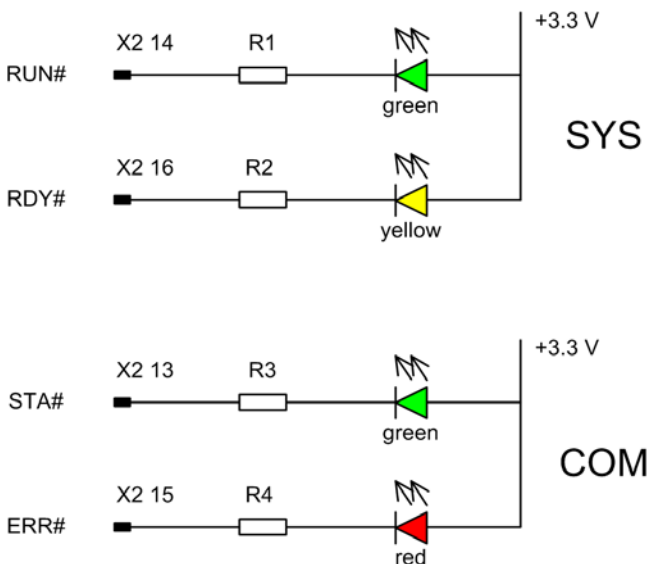 +3.3 V
X2 14 R1
RUN#
green
SYS
X2 16 R2
RDY#
yellow
+3.3 V
X2 13 R3
STA#
green
COM
X2 15 R4
ERR#
red